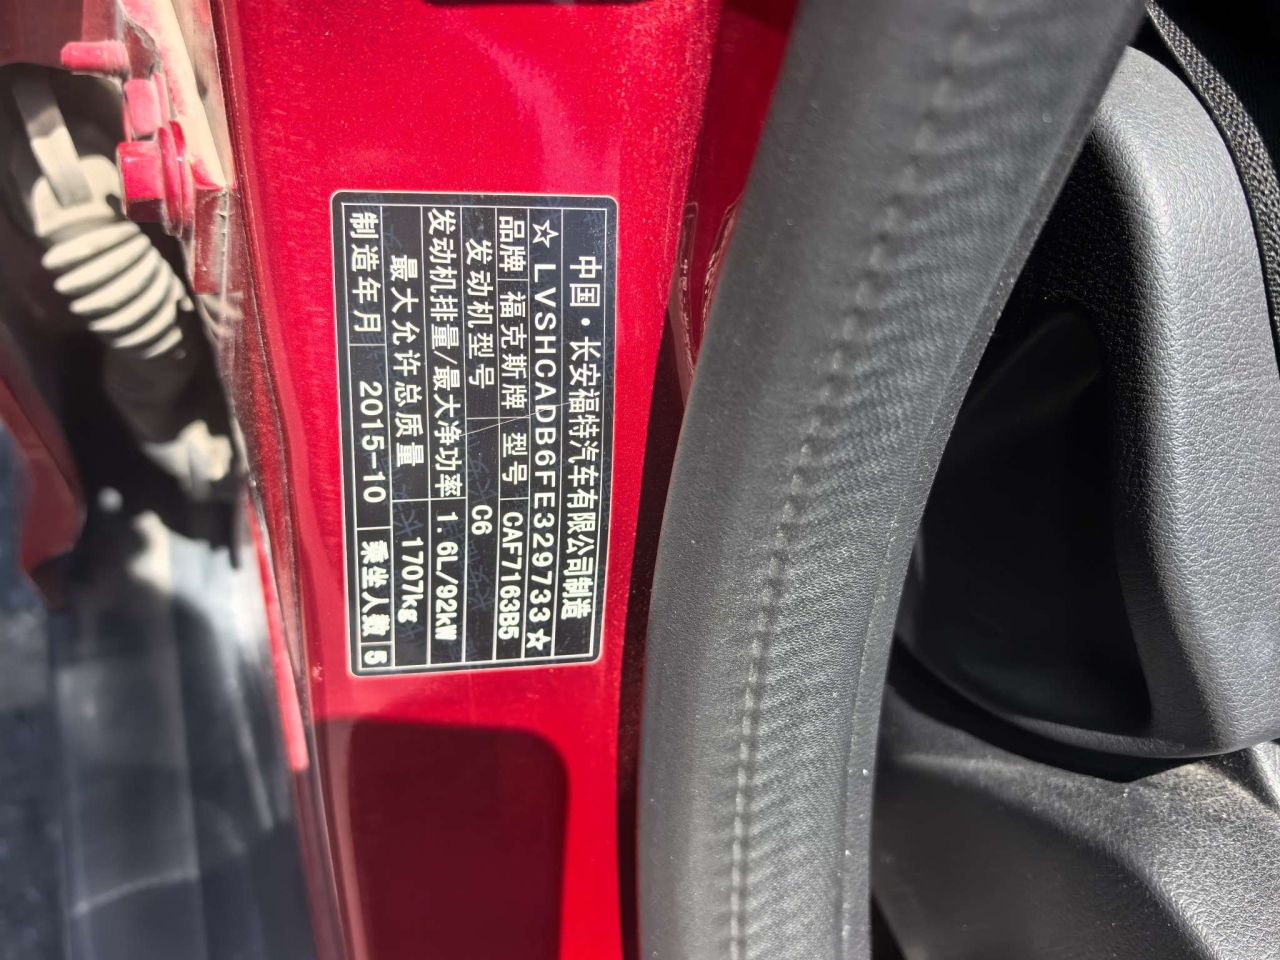 中国·长安福特汽车有限公司制造
☆LVSHCADB6FE329733☆
品牌 福克斯牌 型号 CAF7163B5
发动机型号 C6
发动机排量/最大净功率 1.6L/92kW
最大允许总质量 1707kg
制造年月 2015-10 乘坐人数 5